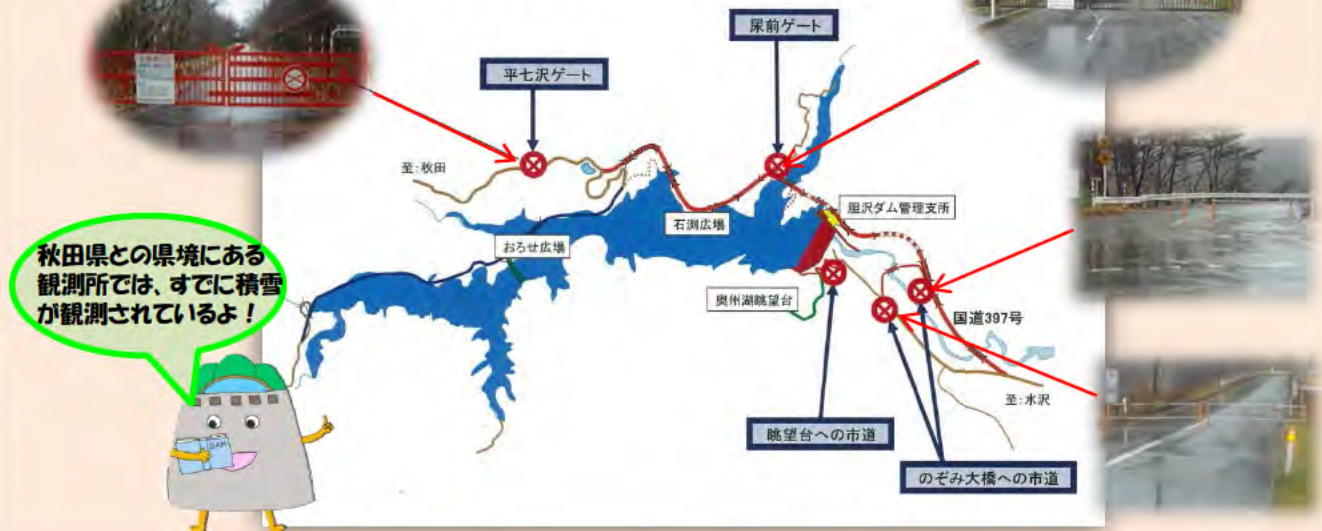 尿前ゲート
平七沢ゲート
至:秋田
胆沢ダム管理支所
石渕広場
おろせ広場
秋田県との県境にある
観測所では、すでに積雪
が観測されているよ!
奥州湖眺望台
国道397号
至:水沢
眺望台への市道
のぞみ大橋への市道
DAM